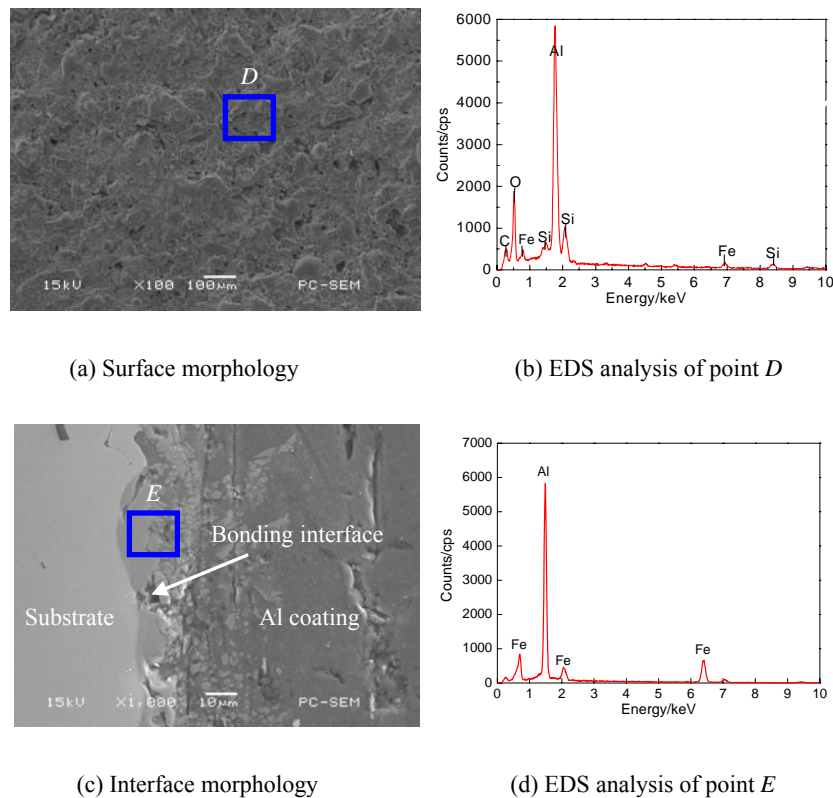 D
15kV ×100 100μm PC-SEM
(a) Surface morphology
6000
5000
4000
3000
2000
1000
0
Counts/cps
Al
O
C
Fe
Si
Si
Fe
Si
0 1 2 3 4 5 6 7 8 9 10
Energy/keV
(b) EDS analysis of point D
E
Bonding interface
Substrate
Al coating
15kV ×1,000 10μm PC-SEM
(c) Interface morphology
7000
6000
5000
4000
3000
2000
1000
0
Counts/cps
Al
Fe
Fe
Fe
0 1 2 3 4 5 6 7 8 9 10
Energy/keV
(d) EDS analysis of point E